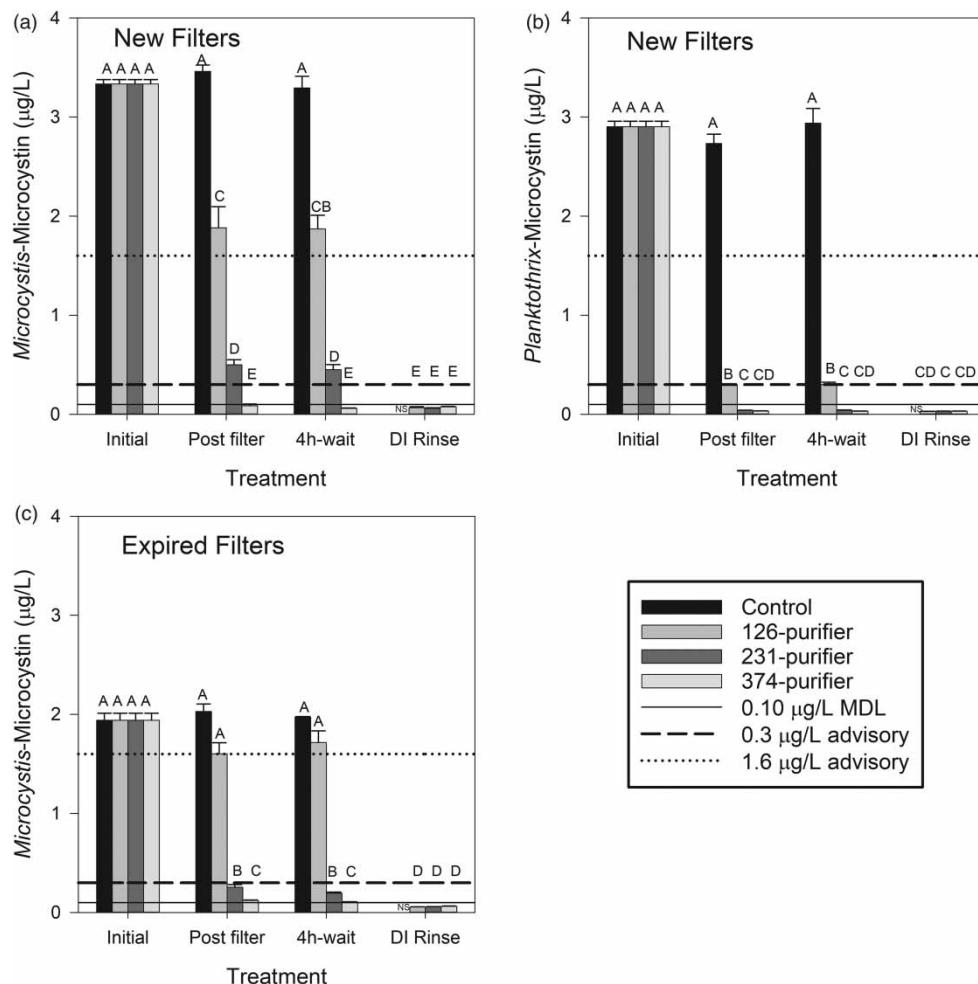 (a)
New Filters
Microcystis-Microcystin (µg/L)
4
3
2
1
0
A A A A
A
C
D
E
A
CB
D
E
NS
E E E
Initial
Post filter
4h-wait
DI Rinse
Treatment
(b)
New Filters
Planktothrix-Microcystin (µg/L)
4
3
2
1
0
A A A A
A
B C CD
A
B C CD
NS
CD C CD
Initial
Post filter
4h-wait
DI Rinse
Treatment
(c)
Expired Filters
Microcystis-Microcystin (µg/L)
4
3
2
1
0
A A A A
A
A
B C
A
A
B C
NS
D D D
Initial
Post filter
4h-wait
DI Rinse
Treatment
Control
126-purifier
231-purifier
374-purifier
0.10 µg/L MDL
0.3 µg/L advisory
1.6 µg/L advisory